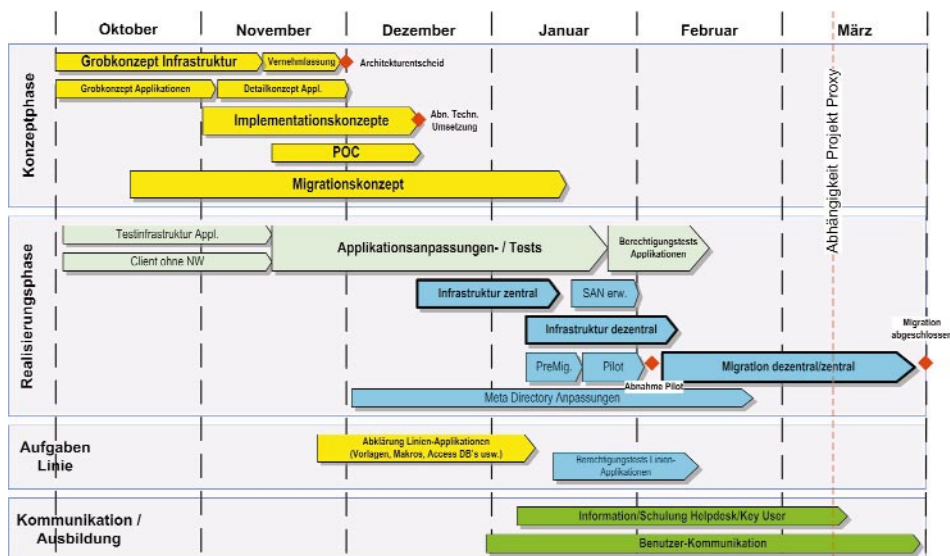 Oktober
November
Dezember
Januar
Februar
März
Konzeptphase
Grobkonzept Infrastruktur
Vernehmlassung
Architekturentscheid
Grobkonzept Applikationen
Detailkonzept Appl.
Implementationskonzepte
Abn. Techn.
Umsetzung
POC
Migrationskonzept
Abhängigkeit Projekt Proxy
Realisierungsphase
Testinfrastruktur Appl.
Client ohne NW
Applikationsanpassungen- / Tests
Berechtigungstests
Applikationen
Infrastruktur zentral
SAN erw.
Infrastruktur dezentral
Migration
abgeschlossen
PreMig.
Pilot
Abnahme Pilot
Migration dezentral/zentral
Meta Directory Anpassungen
Aufgaben
Linie
Abklärung Linien-Applikationen
(Vorlagen, Makros, Access DB's usw.)
Berechtigungstests Linien-
Applikationen
Kommunikation /
Ausbildung
Information/Schulung Helpdesk/Key User
Benutzer-Kommunikation